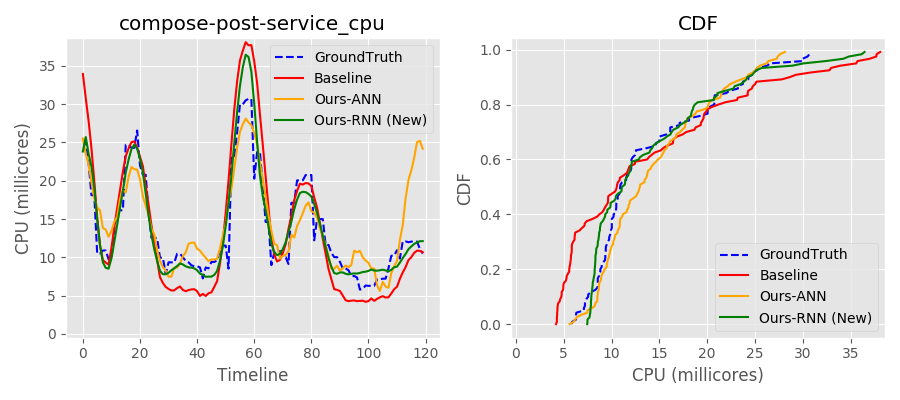 compose-post-service_cpu
CPU (millicores)
35
30
25
20
15
10
5
0
GroundTruth
Baseline
Ours-ANN
Ours-RNN (New)
0
20
40
60
80
100
120
Timeline
CDF
CDF
1.0
0.8
0.6
0.4
0.2
0.0
GroundTruth
Baseline
Ours-ANN
Ours-RNN (New)
0
5
10
15
20
25
30
35
CPU (millicores)